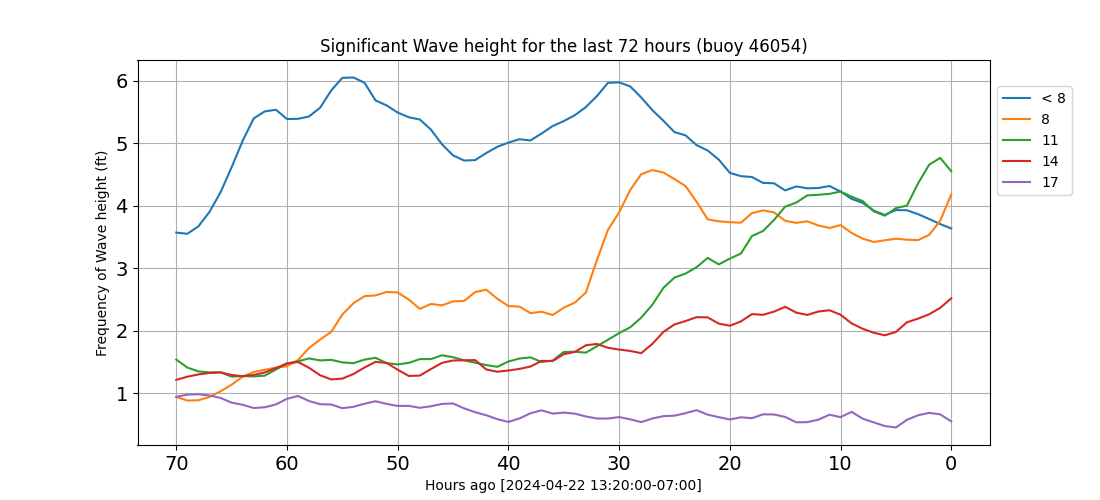 Significant Wave height for the last 72 hours (buoy 46054)
Frequency of Wave height (ft)
6
5
4
3
2
1
70 60 50 40 30 20 10 0
Hours ago [2024-04-22 13:20:00-07:00]
< 8
8
11
14
17